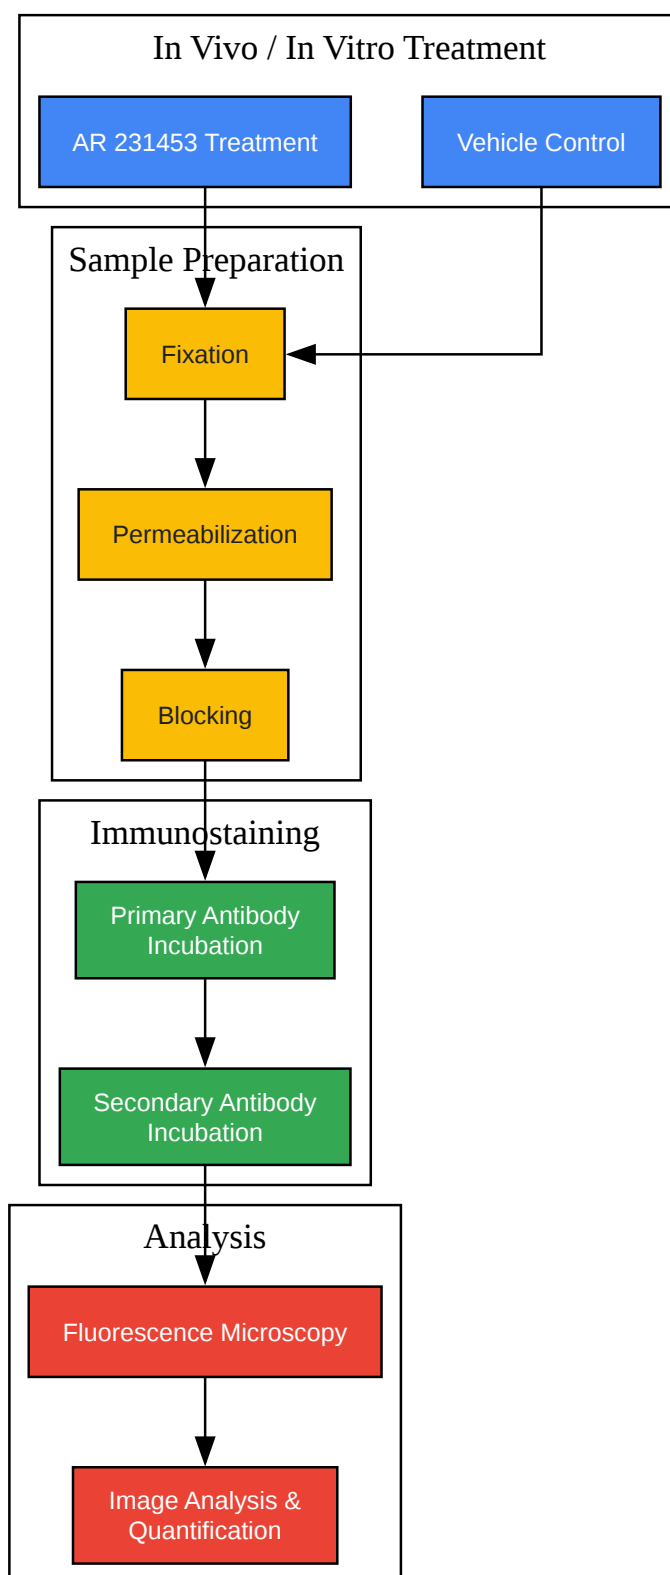 In Vivo / In Vitro Treatment
AR 231453 Treatment
Vehicle Control
Sample Preparation
Fixation
Permeabilization
Blocking
Immunostaining
Primary Antibody
Incubation
Secondary Antibody
Incubation
Analysis
Fluorescence Microscopy
Image Analysis &
Quantification